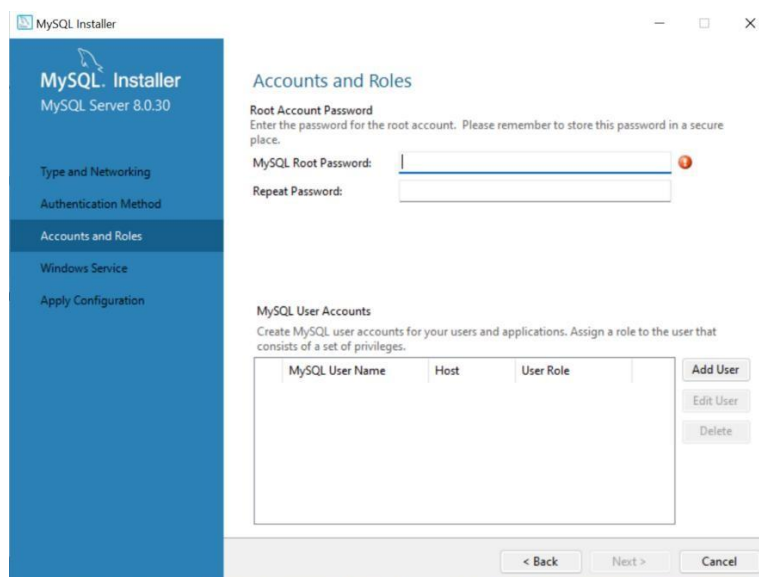 MySQL Installer
MySQL. Installer
MySQL Server 8.0.30
Type and Networking
Authentication Method
Accounts and Roles
Windows Service
Apply Configuration
Accounts and Roles
Root Account Password
Enter the password for the root account. Please remember to store this password in a secure
place.
MySQL Root Password:
Repeat Password:
MySQL User Accounts
Create MySQL user accounts for your users and applications. Assign a role to the user that
consists of a set of privileges.
MySQL User Name Host User Role
Add User
Edit User
Delete
< Back Next > Cancel